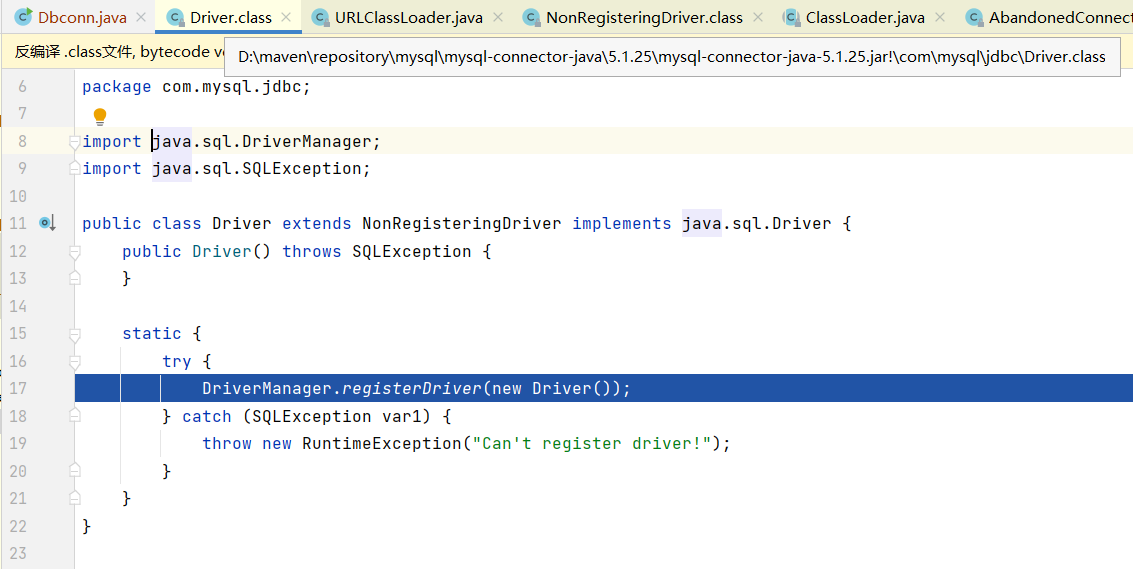 Dbconn.java Driver.class URLClassLoader.java NonRegisteringDriver.class ClassLoader.java AbandonedConnect
反编译 .class文件, bytecode ve
D:\maven\repository\mysql\mysql-connector-java\5.1.25\mysql-connector-java-5.1.25.jar!\com\mysql\jdbc\Driver.class
6 package com.mysql.jdbc;
7
8 import java.sql.DriverManager;
9 import java.sql.SQLException;
10
11 public class Driver extends NonRegisteringDriver implements java.sql.Driver {
12 public Driver() throws SQLException {
13 }
14
15 static {
16 try {
17 DriverManager.registerDriver(new Driver());
18 } catch (SQLException var1) {
19 throw new RuntimeException("Can't register driver!");
20 }
21 }
22 }
23